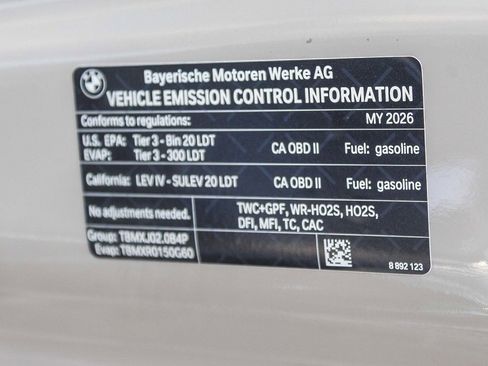 Bayerische Motoren Werke AG
VEHICLE EMISSION CONTROL INFORMATION
Conforms to regulations: MY 2026
U.S. EPA: Tier 3 - Bin 20 LDT CA OBD II Fuel: gasoline
EVAP: Tier 3 - 300 LDT
California: LEV IV - SULEV 20 LDT CA OBD II Fuel: gasoline
No adjustments needed. TWC+GPF, WR-HO2S, HO2S,
DFI, MFI, TC, CAC
Group: TBMXJ02.0B4P
Evap: TBMXR0150G60
8 892 123